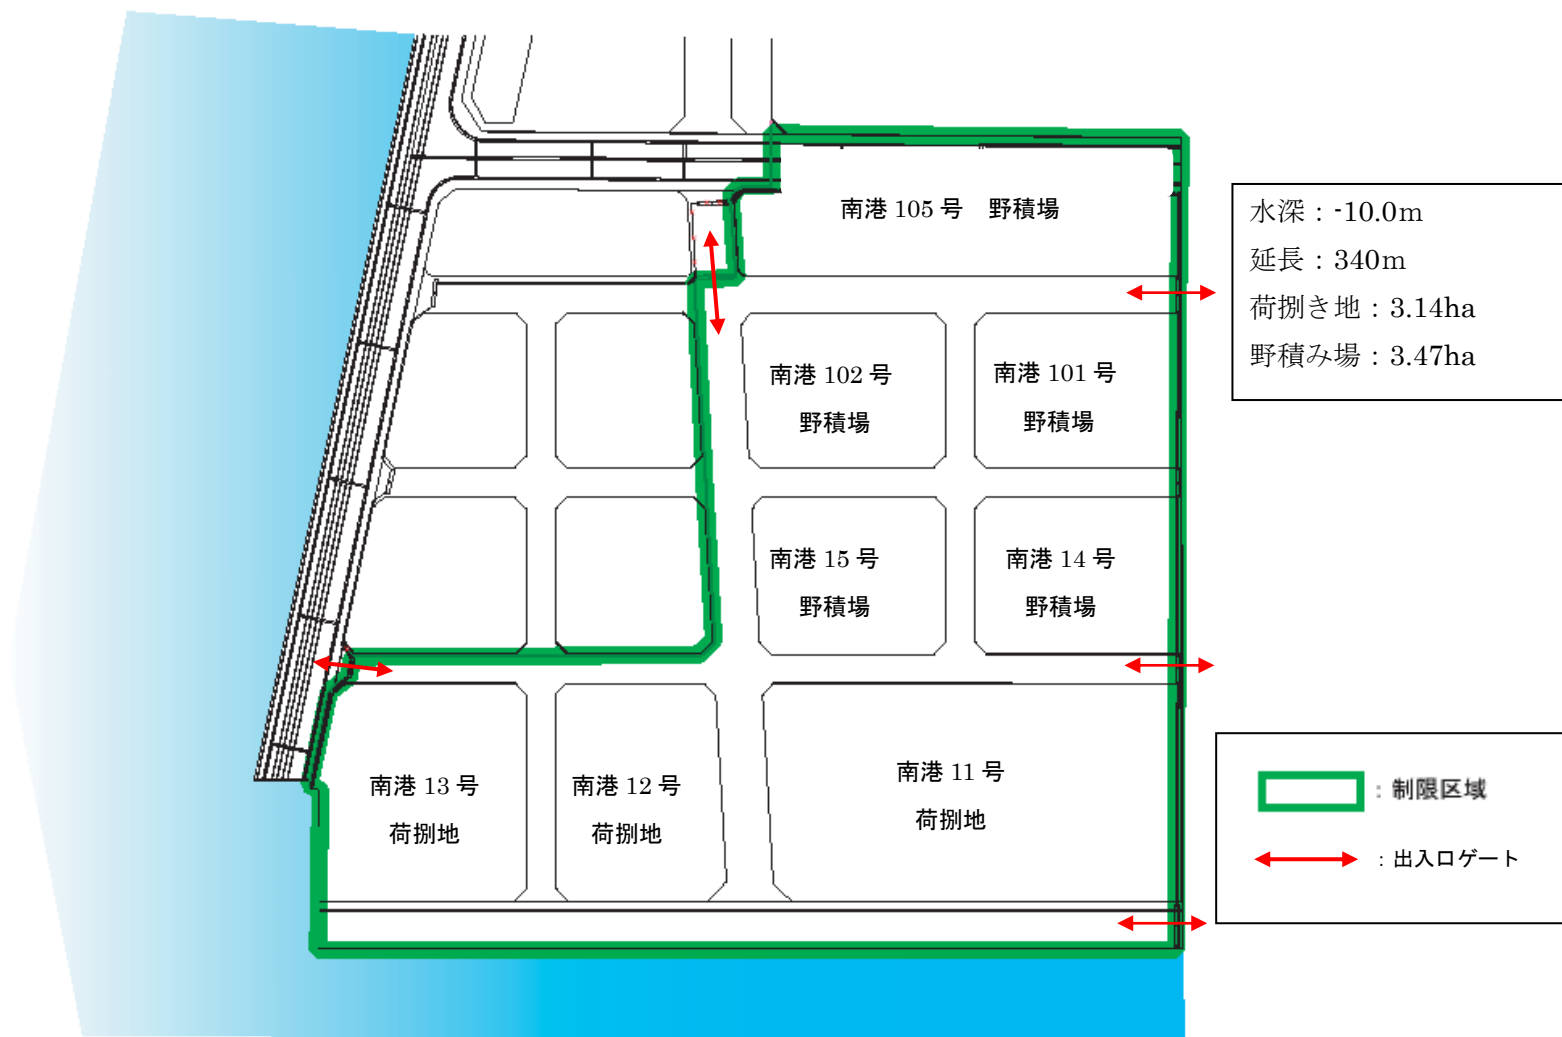 南港 105 号 野積場
水深：-10.0m
延長：340m
荷捌き地：3.14ha
野積み場：3.47ha
南港 102 号
野積場
南港 101 号
野積場
南港 15 号
野積場
南港 14 号
野積場
南港 13 号
荷捌地
南港 12 号
荷捌地
南港 11 号
荷捌地
：制限区域
：出入口ゲート